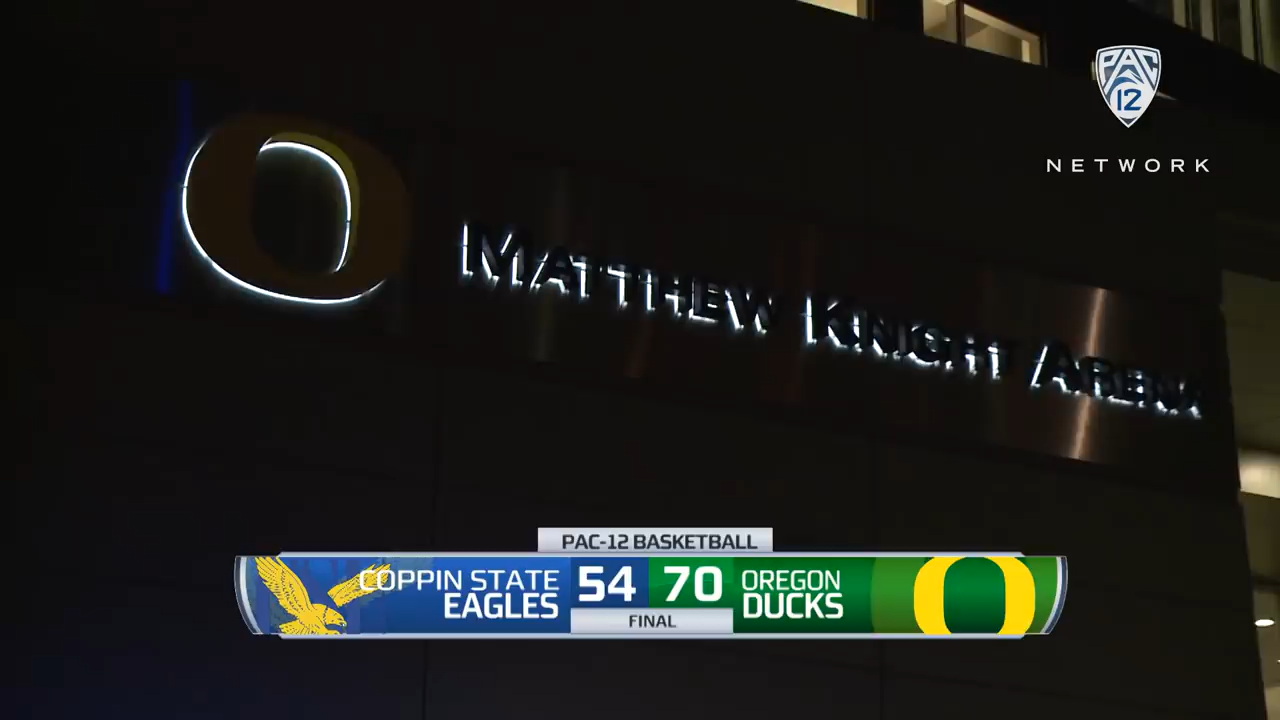 PAC
12
NETWORK
O
MATTHEW KNIGHT ARENA
PAC-12 BASKETBALL
COPPIN STATE
EAGLES
54
70
OREGON
DUCKS
O
FINAL